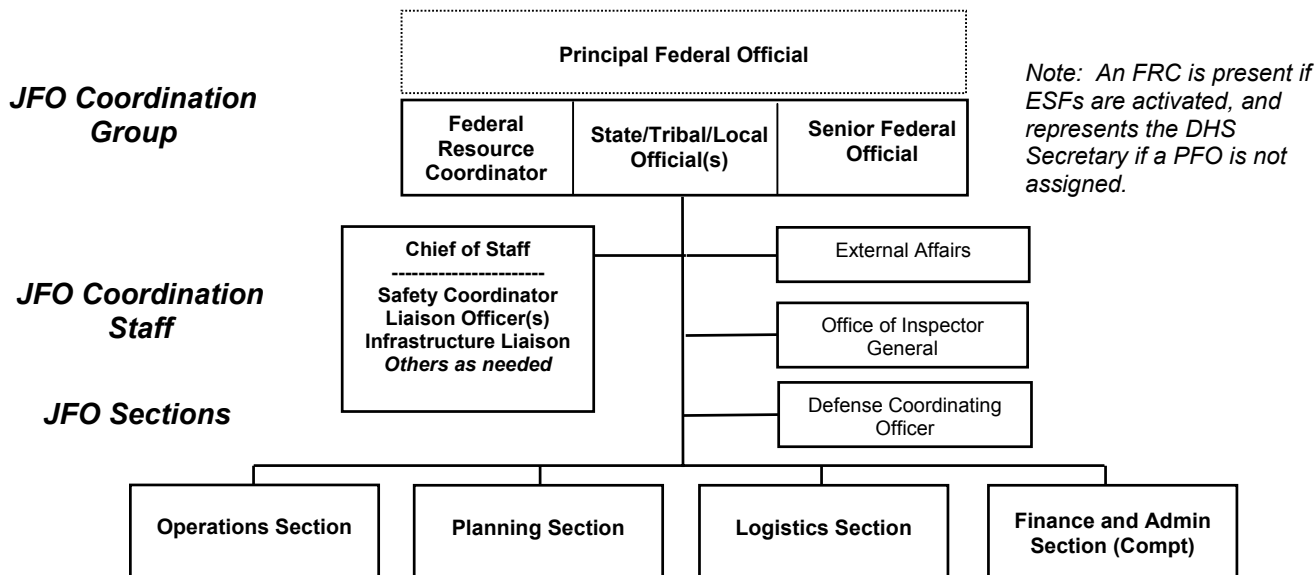 Principal Federal Official
JFO Coordination
Group
Federal
Resource
Coordinator
State/Tribal/Local
Official(s)
Senior Federal
Official
Note: An FRC is present if
ESFs are activated, and
represents the DHS
Secretary if a PFO is not
assigned.
JFO Coordination
Staff
Chief of Staff
-----------------------
Safety Coordinator
Liaison Officer(s)
Infrastructure Liaison
Others as needed
External Affairs
Office of Inspector
General
JFO Sections
Defense Coordinating
Officer
Operations Section
Planning Section
Logistics Section
Finance and Admin
Section (Compt)